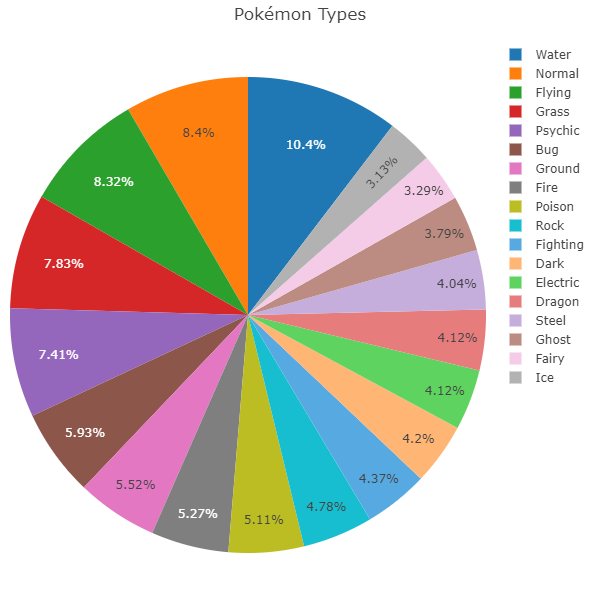 Pokémon Types
Water
Normal
Flying
Grass
Psychic
Bug
Ground
Fire
Poison
Rock
Fighting
Dark
Electric
Dragon
Steel
Ghost
Fairy
Ice
10.4%
8.4%
8.32%
7.83%
7.41%
5.93%
5.52%
5.27%
5.11%
4.78%
4.37%
4.2%
4.12%
4.12%
4.04%
3.79%
3.29%
3.13%